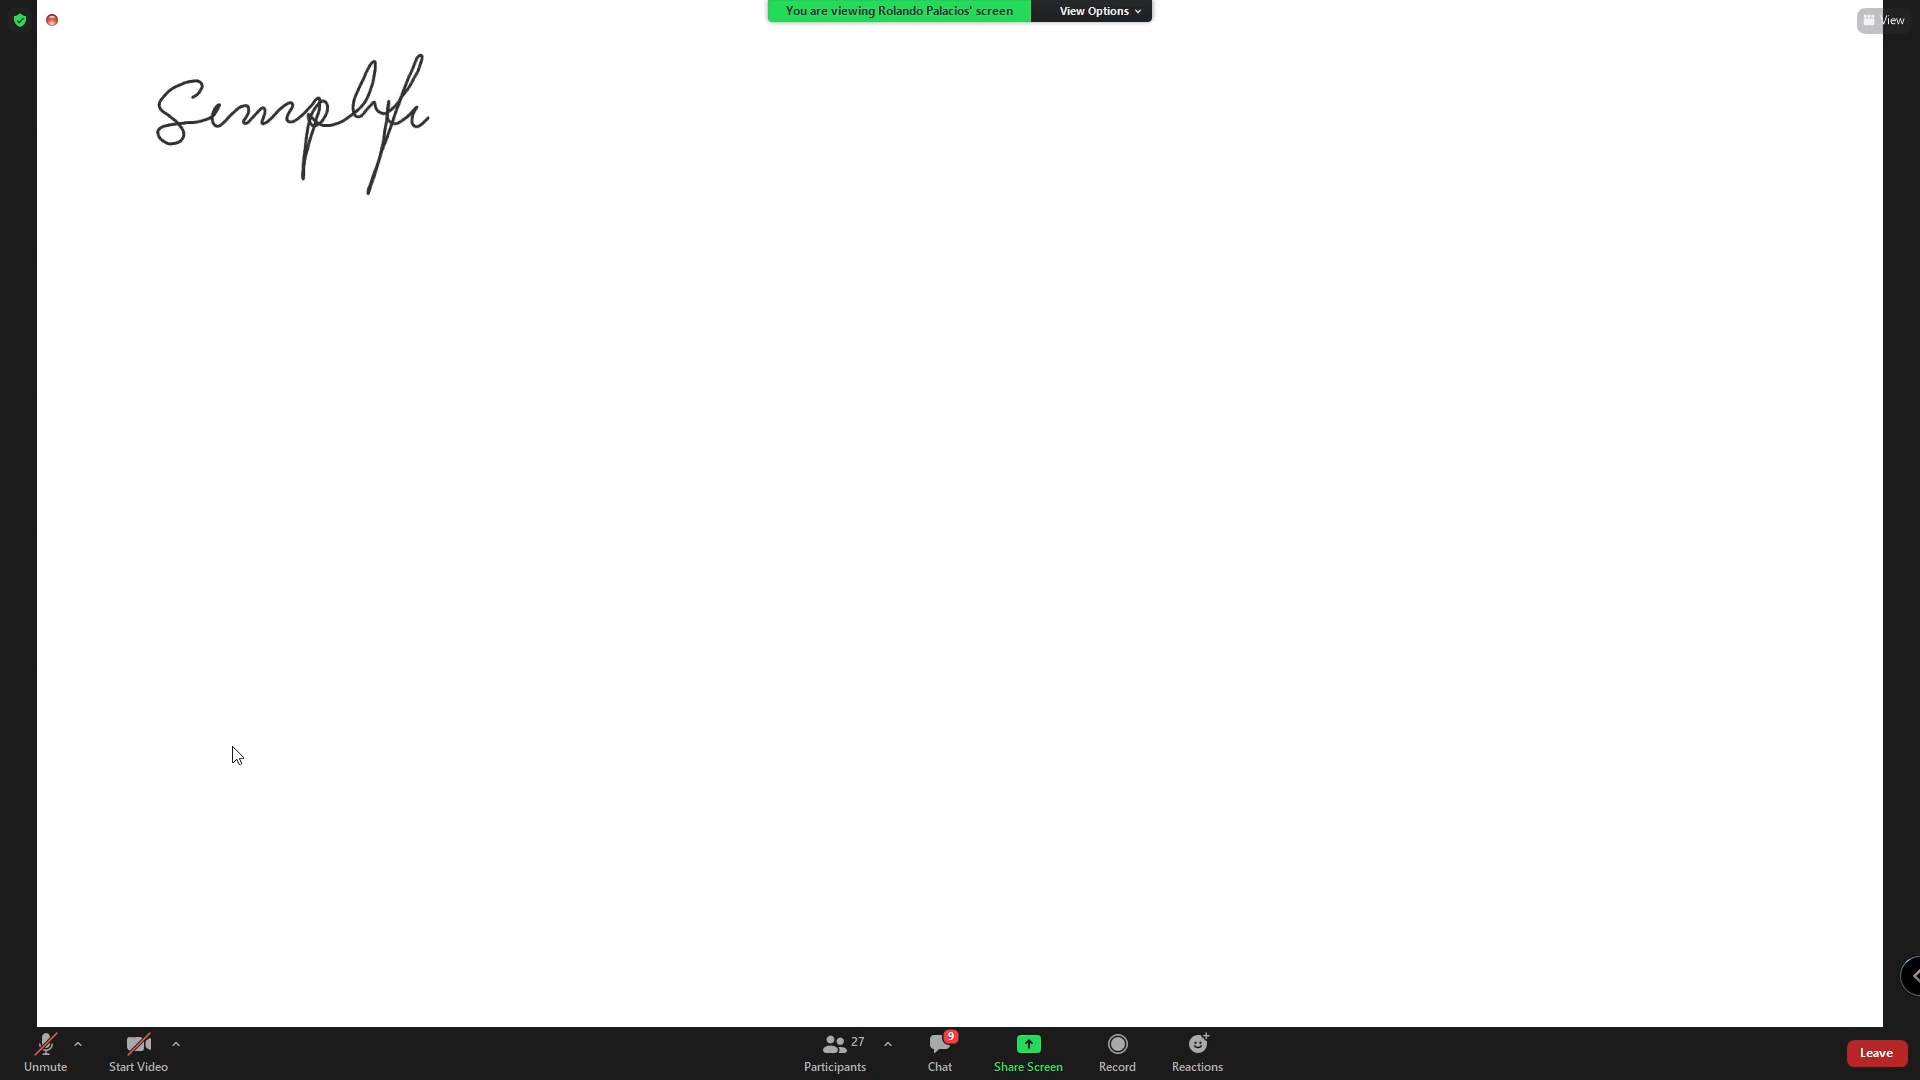 You are viewing Rolando Palacios' screen View Options
View
Simplifi
Unmute
Start Video
27
Participants
9
Chat
Share Screen
Record
Reactions
Leave